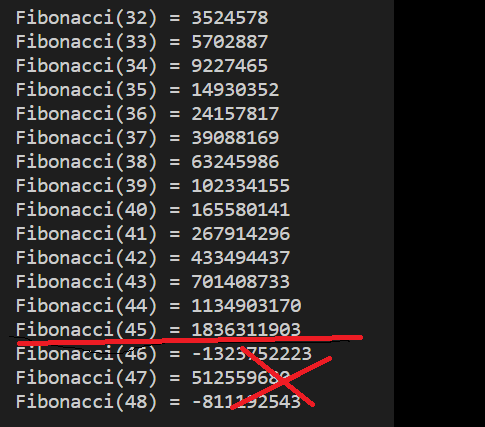 Fibonacci(32) = 3524578
Fibonacci(33) = 5702887
Fibonacci(34) = 9227465
Fibonacci(35) = 14930352
Fibonacci(36) = 24157817
Fibonacci(37) = 39088169
Fibonacci(38) = 63245986
Fibonacci(39) = 102334155
Fibonacci(40) = 165580141
Fibonacci(41) = 267914296
Fibonacci(42) = 433494437
Fibonacci(43) = 701408733
Fibonacci(44) = 1134903170
Fibonacci(45) = 1836311903
Fibonacci(46) = -1323752223
Fibonacci(47) = 512559680
Fibonacci(48) = -811192543